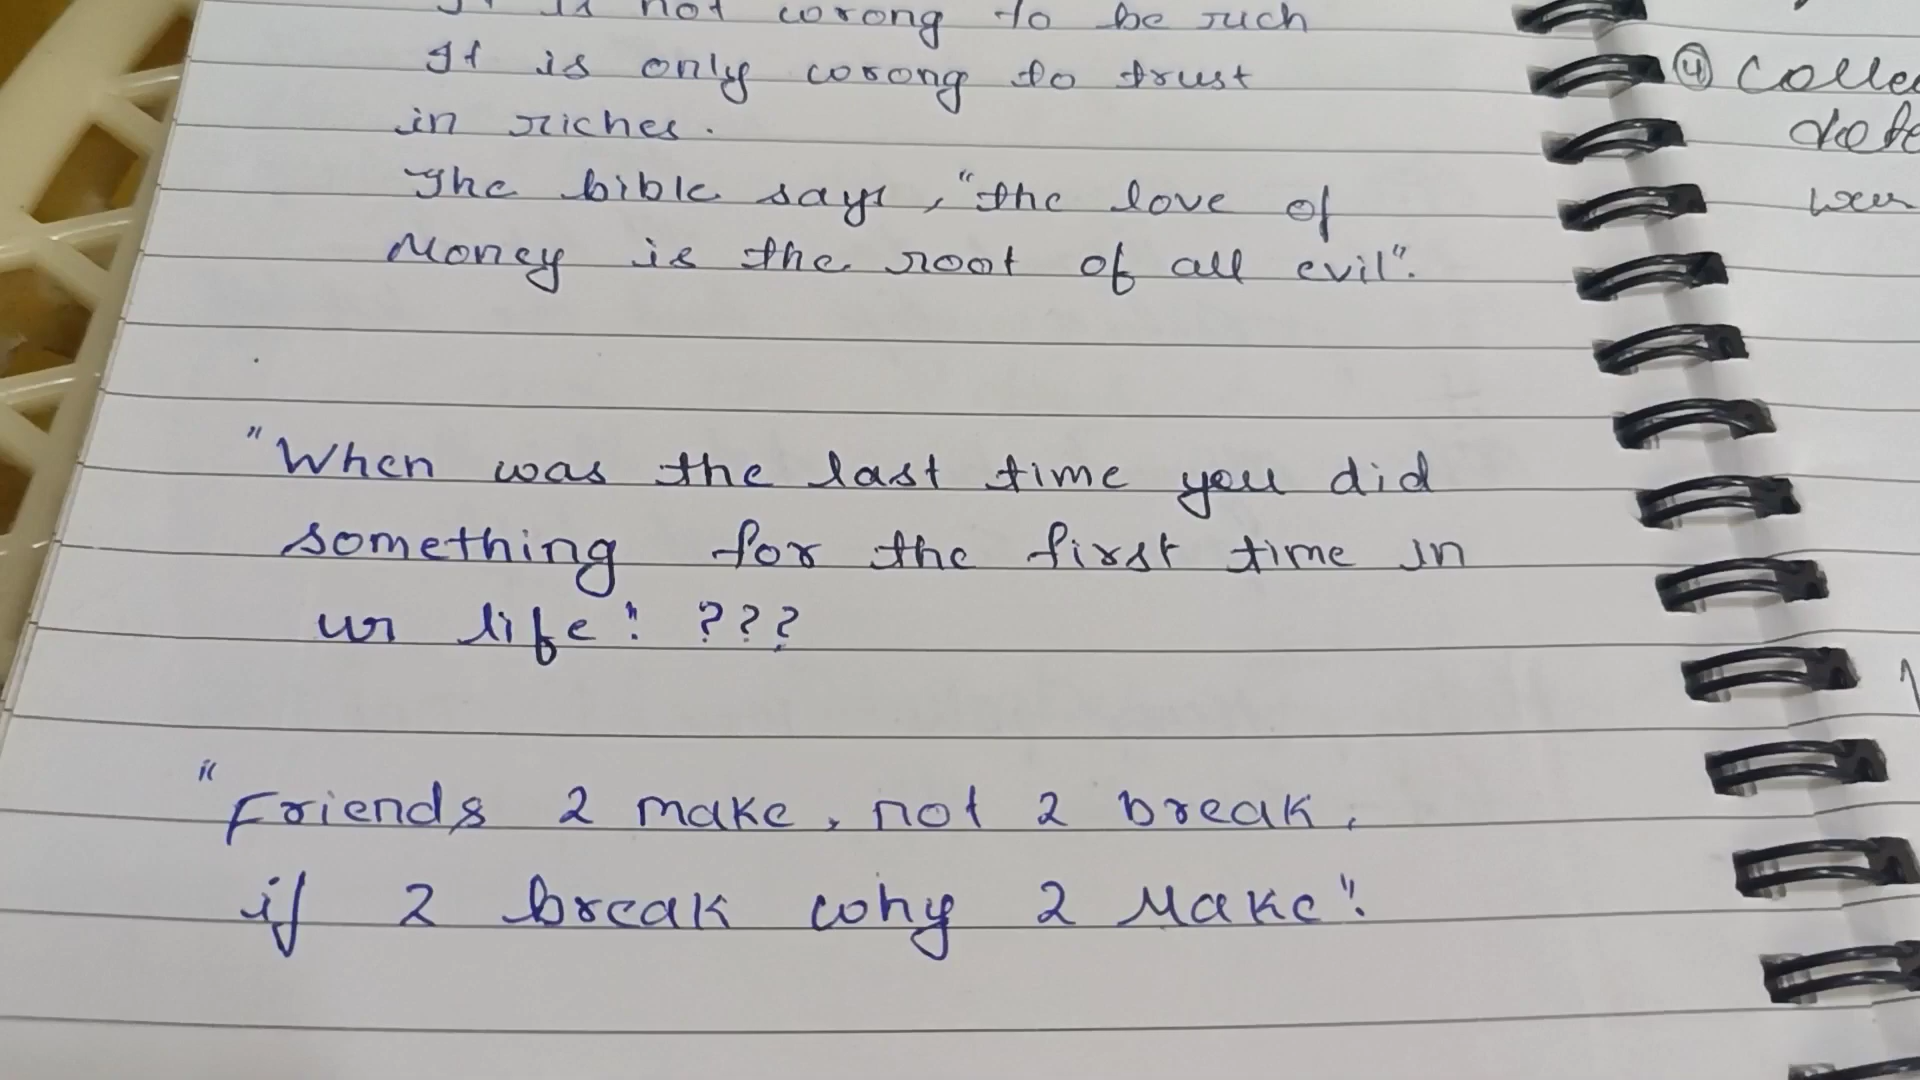 It is not wrong to be rich
It is only wrong to trust
in riches.
The bible says, "the love of
Money is the root of all evil".
"When was the last time you did
something for the first time in
ur life". ???
"Friends 2 make, not 2 break,
if 2 break why 2 Make".
④